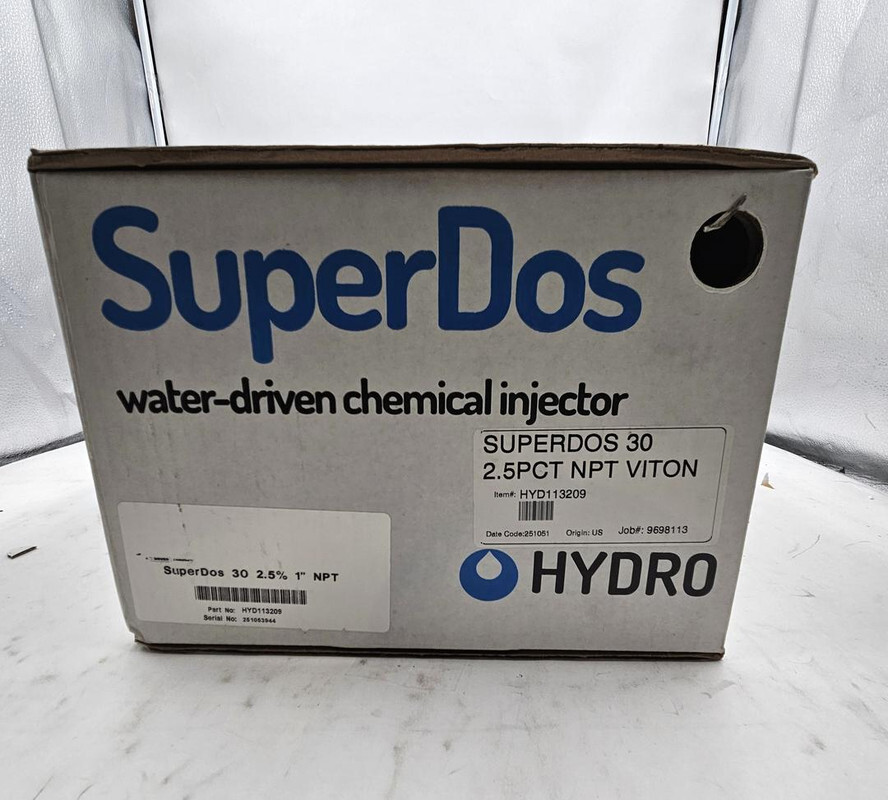 SuperDos
water-driven chemical injector
SUPERDOS 30
2.5PCT NPT VITON
Item#: HYD113209
Date Code:251051 Origin: US Job#: 9698113
SuperDos 30 2.5% 1" NPT
Part No: HYD113209
Serial No: 251053944
HYDRO